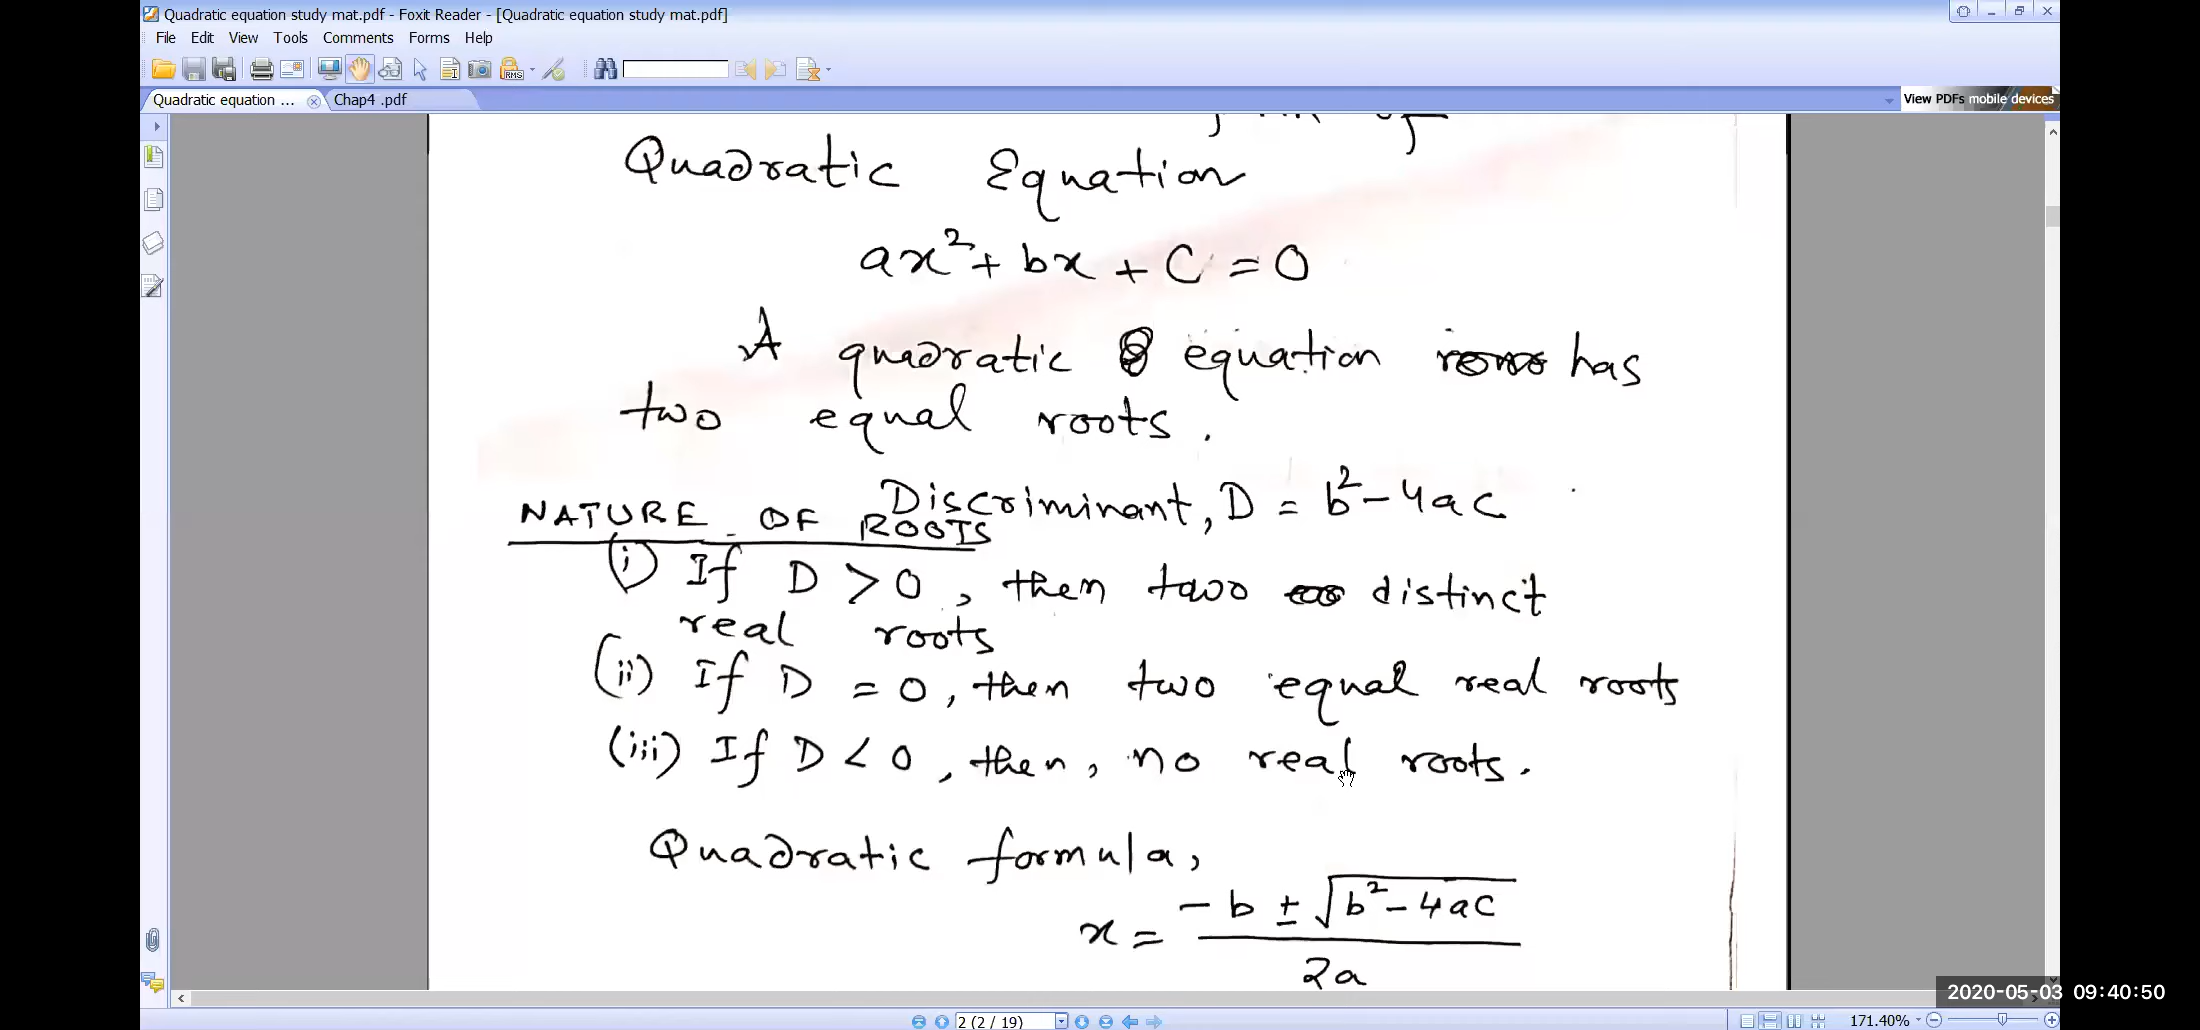 Quadratic equation study mat.pdf - Foxit Reader - [Quadratic equation study mat.pdf]
File Edit View Tools Comments Forms Help
RMS
Quadratic equation ... Chap4 .pdf
View PDFs mobile devices
of
Quadratic Equation
ax²+ bx + C = 0
A quadratic equation has
two equal roots.
Discriminant, D = b²- 4ac
NATURE OF ROOTS
(i) If D > 0, then two distinct
real roots
(ii) If D = 0, then two equal real roots
(iii) If D < 0, then, no real roots.
Quadratic formula,
x = -b ± √b²- 4ac
2a
2020-05-03 09:40:50
2 (2 / 19)
171.40%